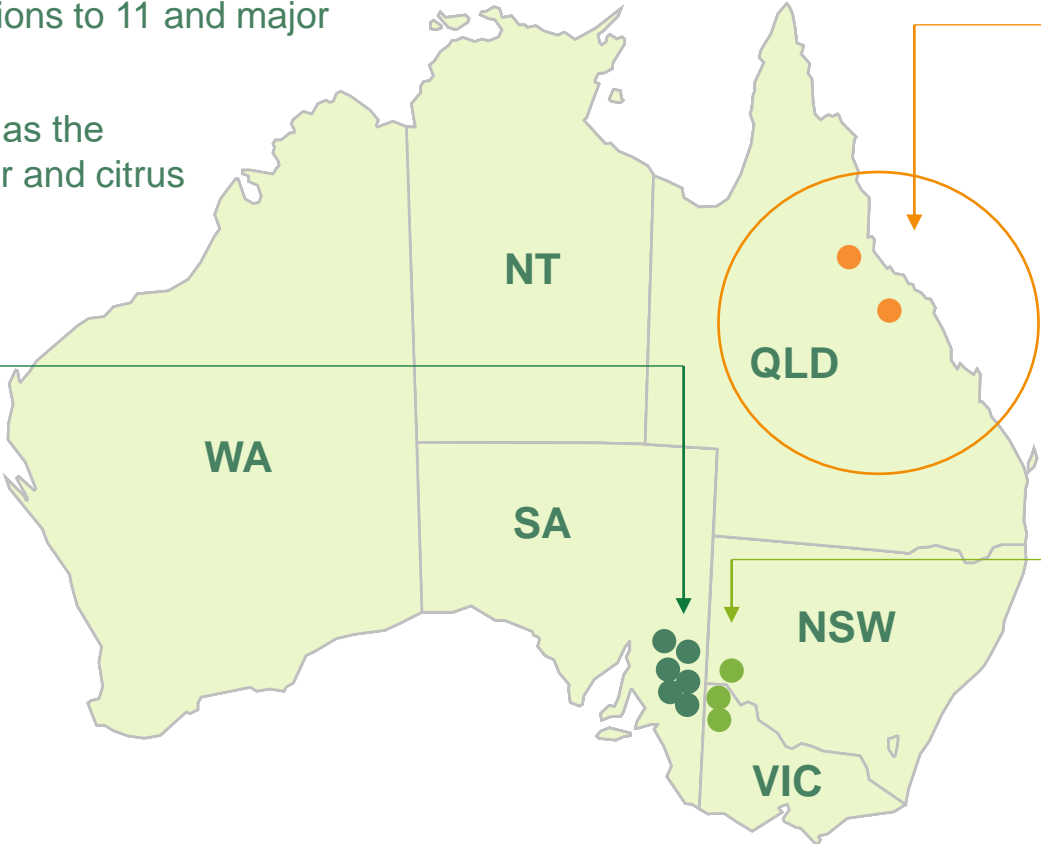 ions to 11 and major
as the
r and citrus
NT
QLD
WA
SA
NSW
VIC